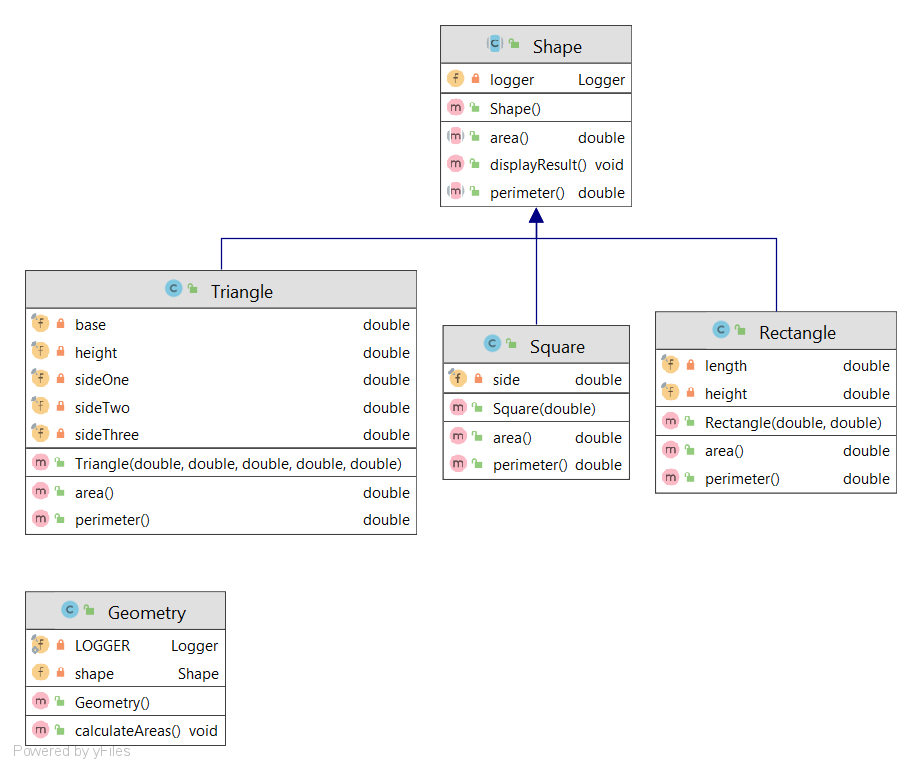 Shape
logger Logger
Shape()
area() double
displayResult() void
perimeter() double
Triangle
base double
height double
sideOne double
sideTwo double
sideThree double
Triangle(double, double, double, double, double)
area() double
perimeter() double
Square
side double
Square(double)
area() double
perimeter() double
Rectangle
length double
height double
Rectangle(double, double)
area() double
perimeter() double
Geometry
LOGGER Logger
shape Shape
Geometry()
calculateAreas() void
Powered by yFiles